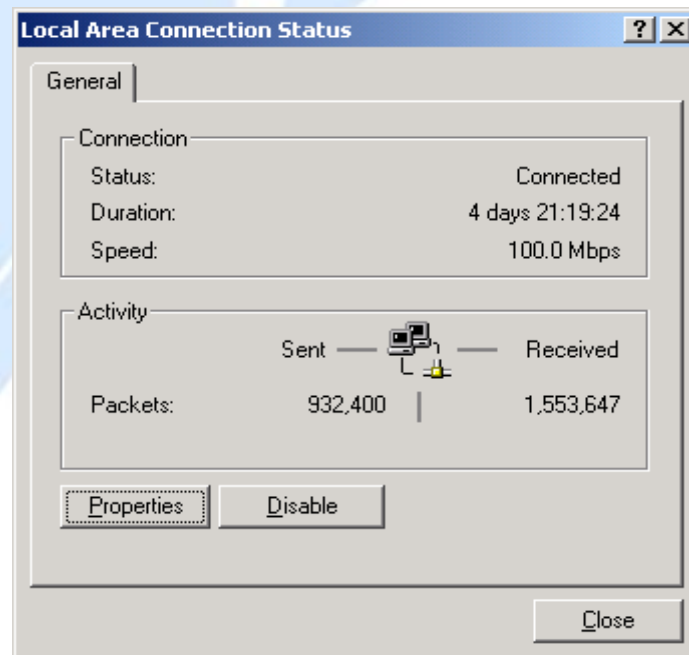 Local Area Connection Status
General
Connection
Status: Connected
Duration: 4 days 21:19:24
Speed: 100.0 Mbps
Activity
Sent Received
Packets: 932,400 1,553,647
Properties Disable
Close